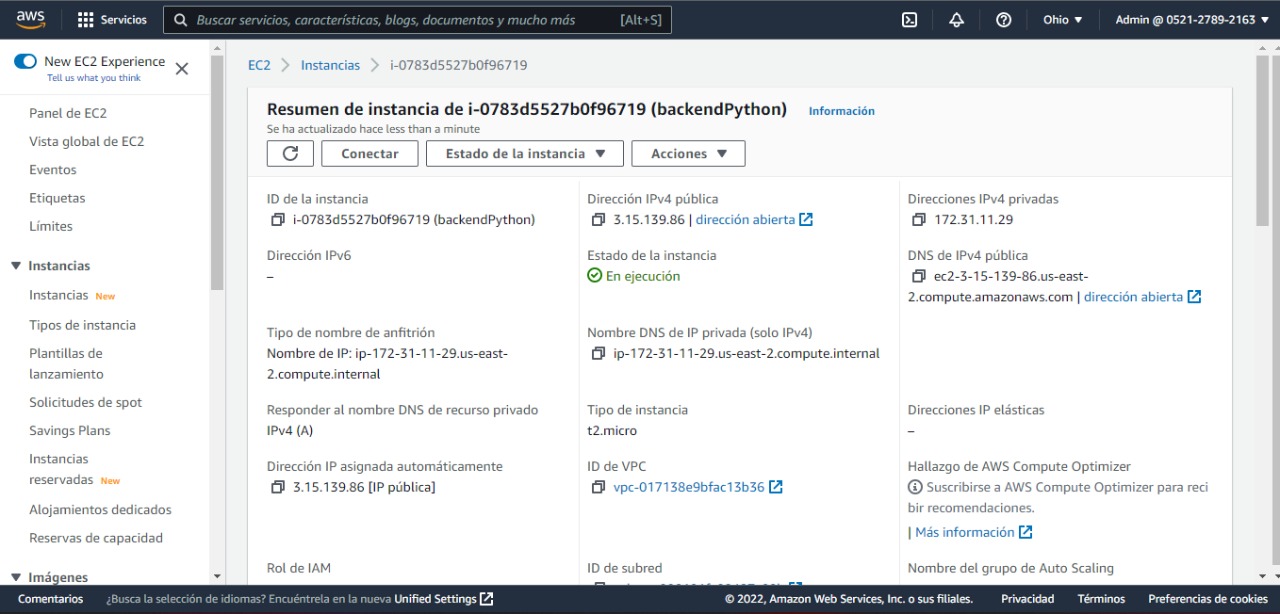 aws
Servicios
Buscar servicios, características, blogs, documentos y mucho más
[Alt+S]
Ohio
Admin @ 0521-2789-2163
New EC2 Experience
Tell us what you think
Panel de EC2
Vista global de EC2
Eventos
Etiquetas
Límites
Instancias
Instancias New
Tipos de instancia
Plantillas de
lanzamiento
Solicitudes de spot
Savings Plans
Instancias
reservadas New
Alojamientos dedicados
Reservas de capacidad
Imágenes
EC2
Instancias
i-0783d5527b0f96719
Resumen de instancia de i-0783d5527b0f96719 (backendPython)
Información
Se ha actualizado hace less than a minute
Conectar
Estado de la instancia
Acciones
ID de la instancia
i-0783d5527b0f96719 (backendPython)
Dirección IPv4 pública
3.15.139.86 | dirección abierta
Direcciones IPv4 privadas
172.31.11.29
Dirección IPv6
–
Estado de la instancia
En ejecución
DNS de IPv4 pública
ec2-3-15-139-86.us-east-
2.compute.amazonaws.com | dirección abierta
Tipo de nombre de anfitrión
Nombre de IP: ip-172-31-11-29.us-east-
2.compute.internal
Nombre DNS de IP privada (solo IPv4)
ip-172-31-11-29.us-east-2.compute.internal
Responder al nombre DNS de recurso privado
IPv4 (A)
Tipo de instancia
t2.micro
Direcciones IP elásticas
–
Dirección IP asignada automáticamente
3.15.139.86 [IP pública]
ID de VPC
vpc-017138e9bfac13b36
Hallazgo de AWS Compute Optimizer
Suscribirse a AWS Compute Optimizer para reci
bir recomendaciones.
| Más información
Rol de IAM
ID de subred
Nombre del grupo de Auto Scaling
Comentarios
¿Busca la selección de idiomas? Encuéntrela en la nueva Unified Settings
© 2022, Amazon Web Services, Inc. o sus filiales.
Privacidad
Términos
Preferencias de cookies